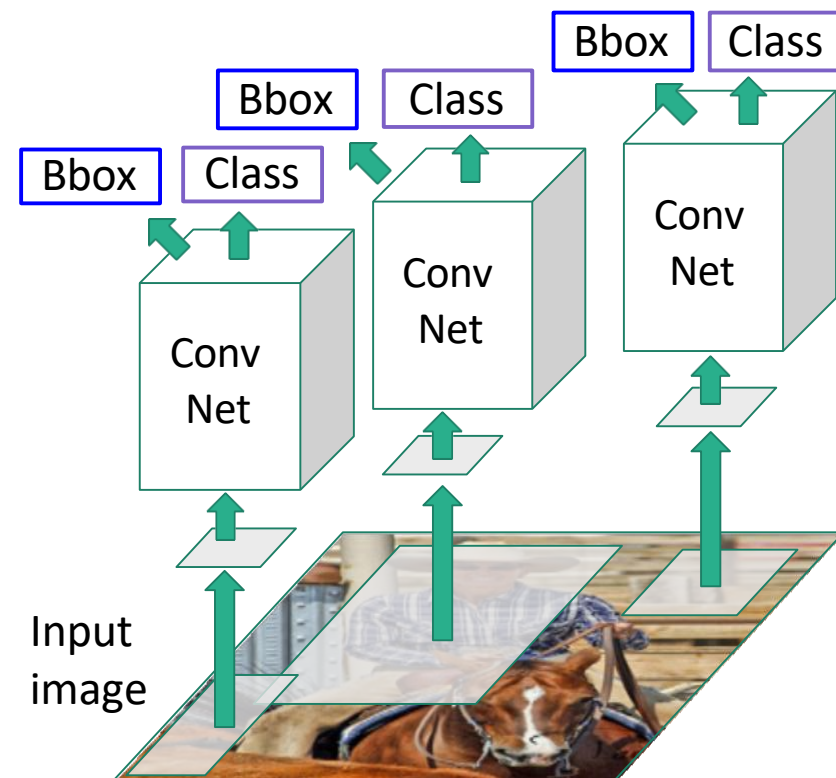 Bbox
Class
Bbox
Class
Bbox
Class
Conv
Net
Conv
Net
Conv
Net
Input
image